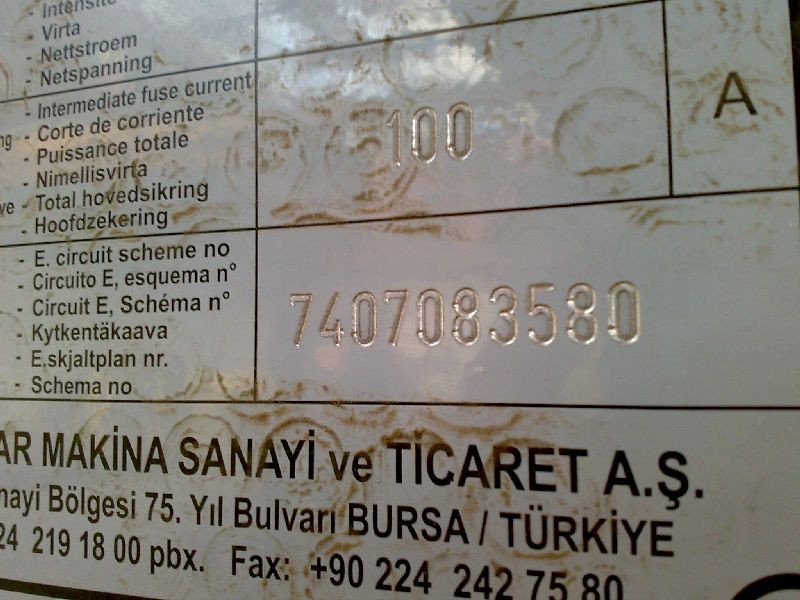 - Intensité
- Virta
- Nettstroem
- Netspanning
- Intermediate fuse current
- Corte de corriente
- Puissance totale
- Nimellisvirta
- Total hovedsikring
- Hoofdzekering
100
A
- E. circuit scheme no
- Circuito E, esquema n°
- Circuit E, Schéma n°
- Kytkentäkaava
- E.skjaltplan nr.
- Schema no
7407083580
AR MAKİNA SANAYİ ve TİCARET A.Ş.
nayi Bölgesi 75. Yıl Bulvarı BURSA / TÜRKİYE
24 219 18 00 pbx. Fax: +90 224 242 75 80